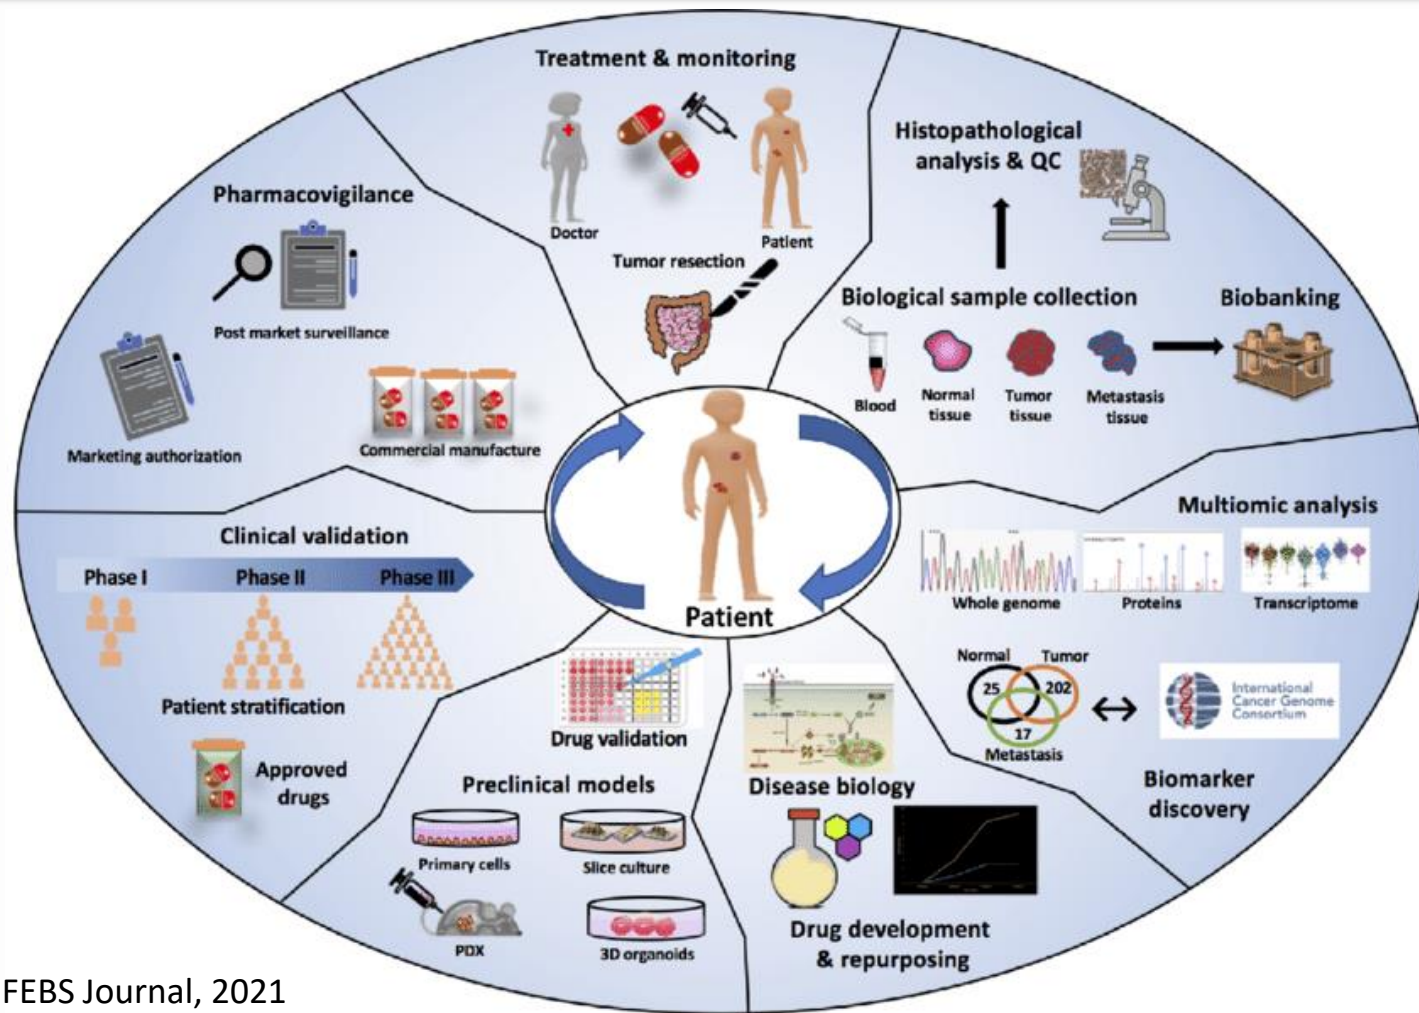 Treatment & monitoring
Doctor
Patient
Tumor resection
Histopathological
analysis & QC
Biological sample collection
Biobanking
Blood
Normal
tissue
Tumor
tissue
Metastasis
tissue
Multiomic analysis
Whole genome
Proteins
Transcriptome
Normal
Tumor
25
202
17
Metastasis
International
Cancer Genome
Consortium
Biomarker
discovery
Disease biology
Drug development
& repurposing
Drug validation
Preclinical models
Primary cells
Slice culture
PDX
3D organoids
Clinical validation
Phase I
Phase II
Phase III
Patient stratification
Approved
drugs
Pharmacovigilance
Post market surveillance
Marketing authorization
Commercial manufacture
Patient
FEBS Journal, 2021